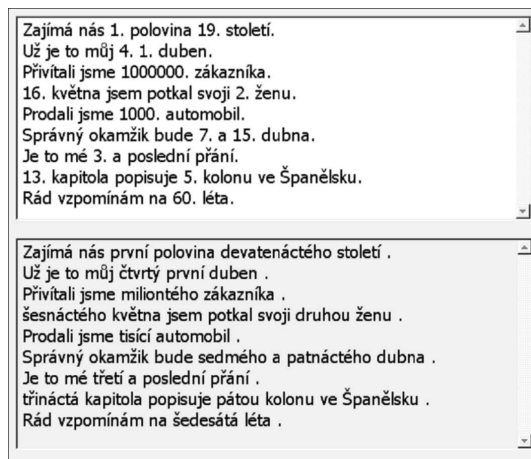 Zajímá nás 1. polovina 19. století.
Už je to můj 4. 1. duben.
Přivítali jsme 1000000. zákazníka.
16. května jsem potkal svoji 2. ženu.
Prodali jsme 1000. automobil.
Správný okamžik bude 7. a 15. dubna.
Je to mé 3. a poslední přání.
13. kapitola popisuje 5. kolonu ve Španělsku.
Rád vzpomínám na 60. léta.
Zajímá nás první polovina devatenáctého století .
Už je to můj čtvrtý první duben .
Přivítali jsme miliontého zákazníka .
šesnáctého května jsem potkal svoji druhou ženu .
Prodali jsme tisící automobil .
Správný okamžik bude sedmého a patnáctého dubna .
Je to mé třetí a poslední přání .
třináctá kapitola popisuje pátou kolonu ve Španělsku .
Rád vzpomínám na šedesátá léta .